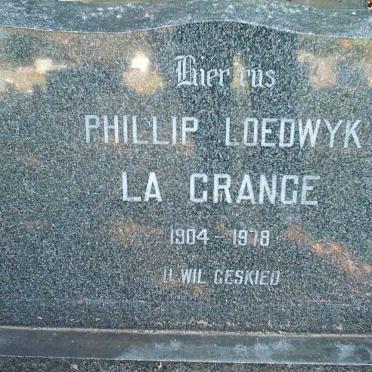 Hier rus
PHILLIP LOEDWYK
LA GRANGE
1904 - 1978
U WIL GESKIED